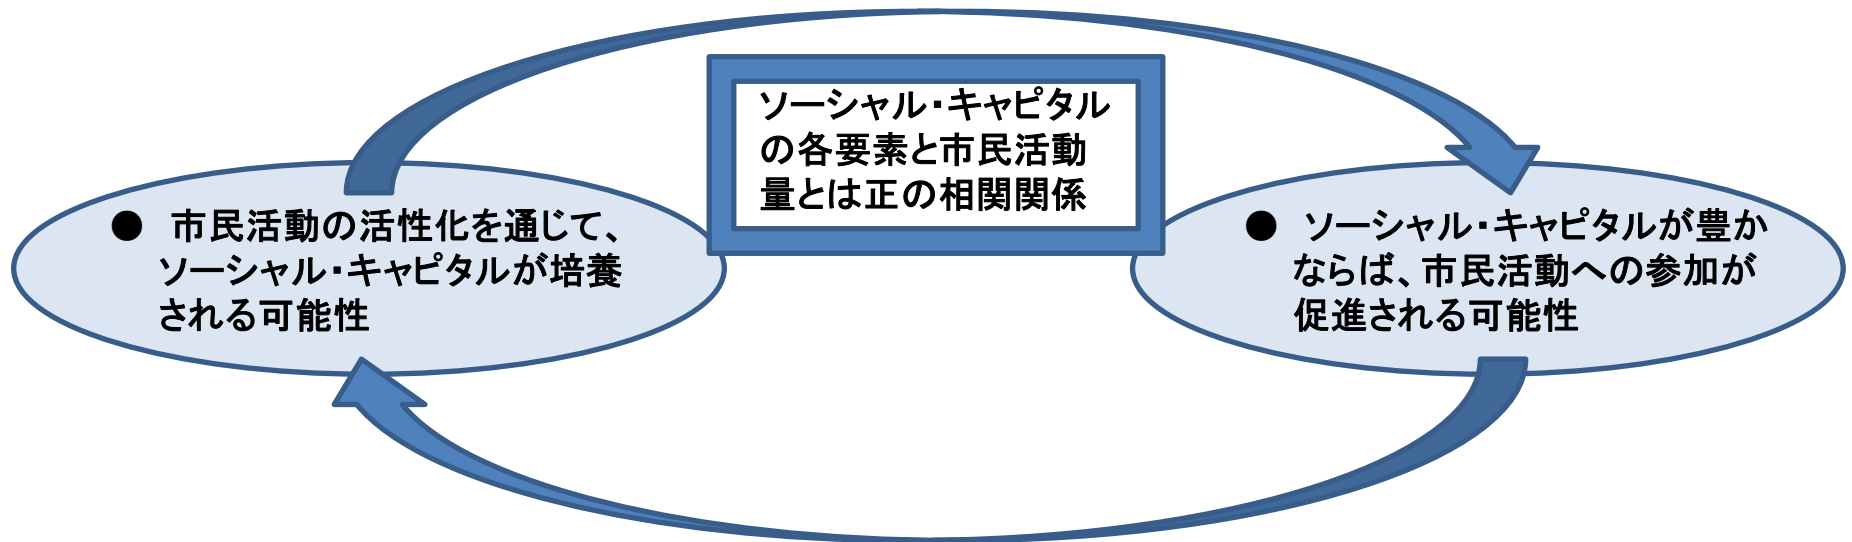 ソーシャル・キャピタル
の各要素と市民活動
量とは正の相関関係
● 市民活動の活性化を通じて、
ソーシャル・キャピタルが培養
される可能性
● ソーシャル・キャピタルが豊か
ならば、市民活動への参加が
促進される可能性